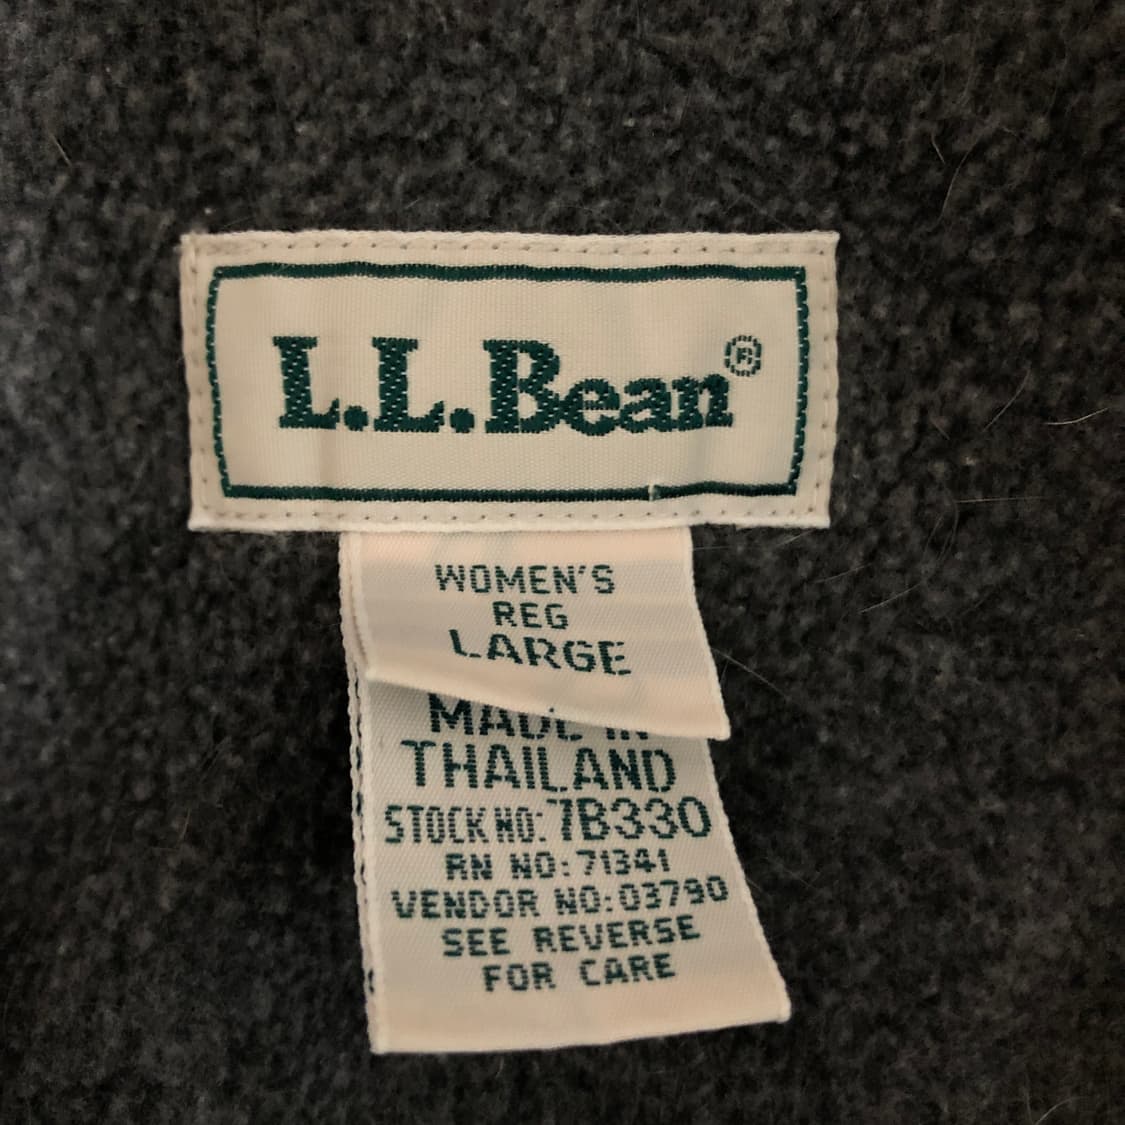 L.L.Bean®
WOMEN'S
REG
LARGE
MADE IN
THAILAND
STOCK NO: 7B330
RN NO: 71341
VENDOR NO: 03790
SEE REVERSE
FOR CARE